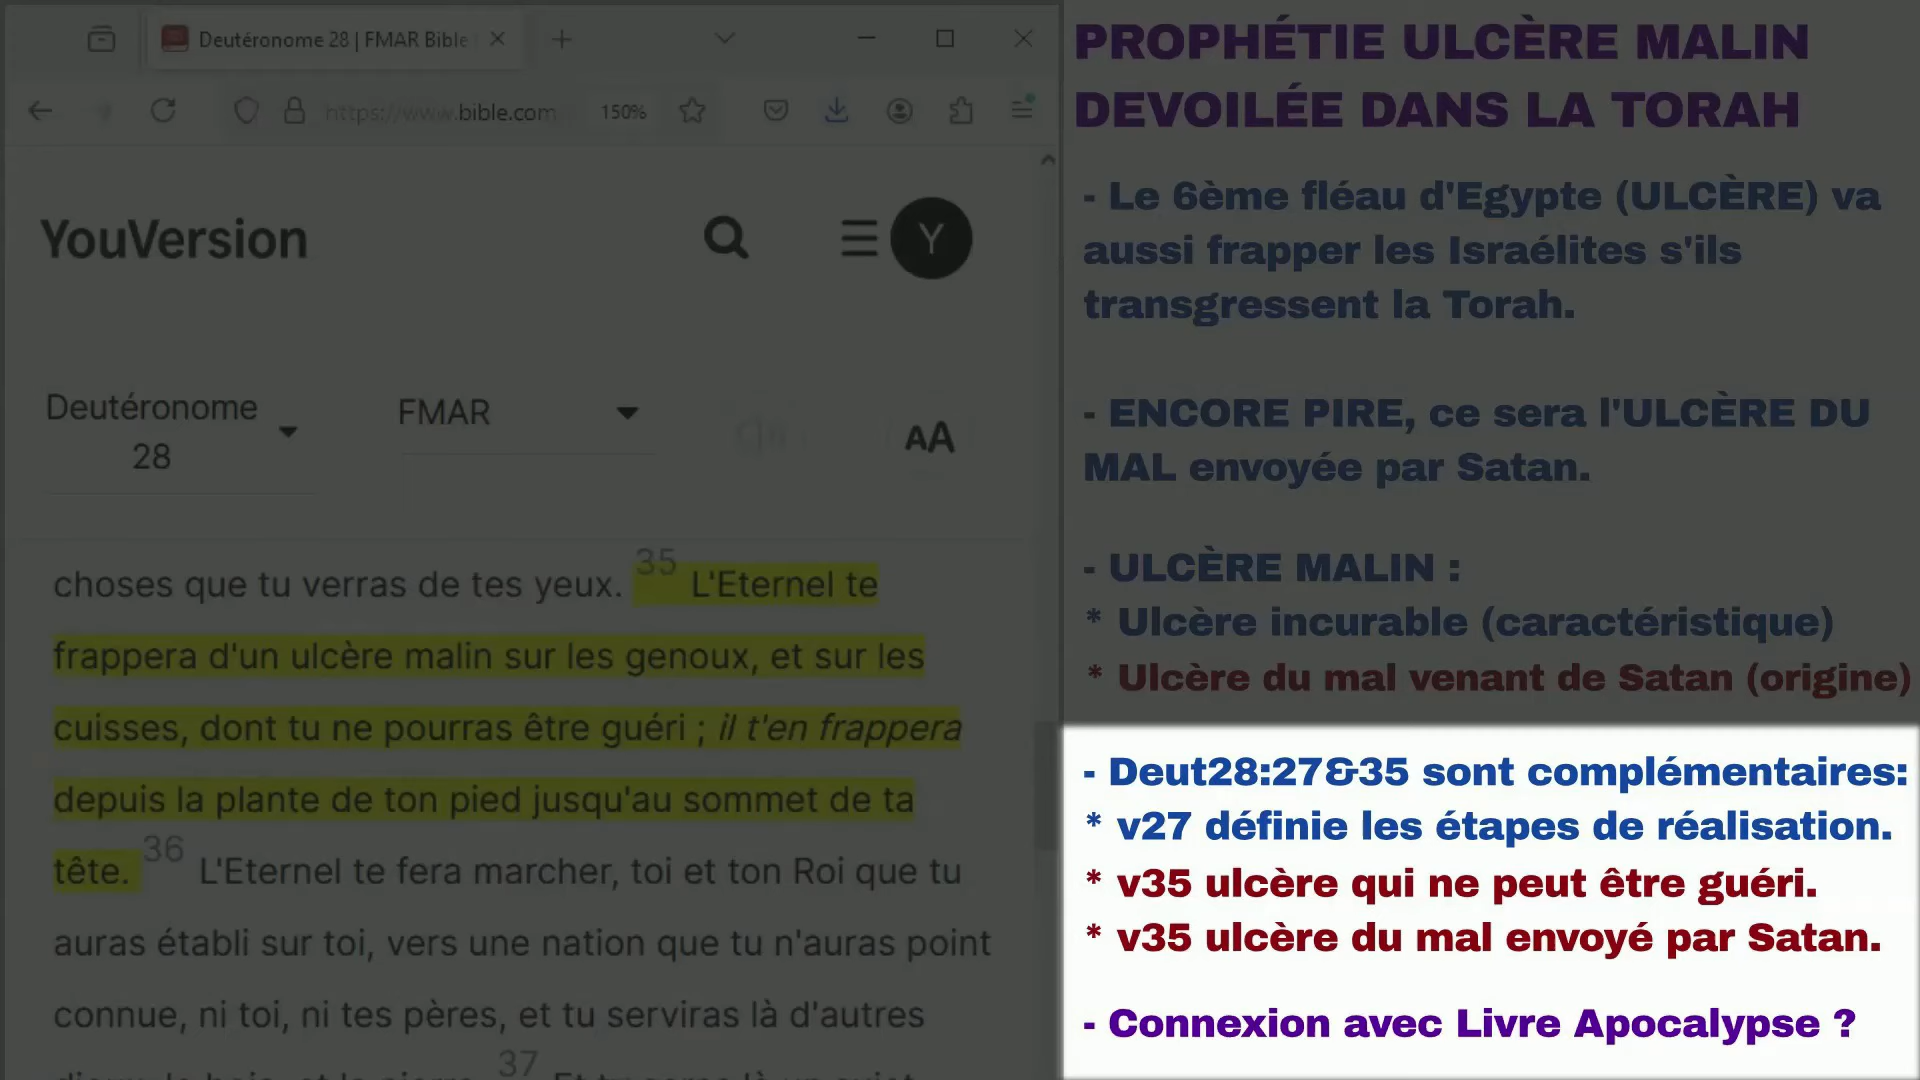 Deutéronome 28 | FMAR Bible
https://www.bible.com
150%
YouVersion
Y
Deutéronome
28
FMAR
AA
choses que tu verras de tes yeux. 35 L'Eternel te
frappera d'un ulcère malin sur les genoux, et sur les
cuisses, dont tu ne pourras être guéri ; il t'en frappera
depuis la plante de ton pied jusqu'au sommet de ta
tête. 36 L'Eternel te fera marcher, toi et ton Roi que tu
auras établi sur toi, vers une nation que tu n'auras point
connue, ni toi, ni tes pères, et tu serviras là d'autres
37
PROPHÉTIE ULCÈRE MALIN
DEVOILÉE DANS LA TORAH
- Le 6ème fléau d'Egypte (ULCÈRE) va
aussi frapper les Israélites s'ils
transgressent la Torah.
- ENCORE PIRE, ce sera l'ULCÈRE DU
MAL envoyée par Satan.
- ULCÈRE MALIN :
* Ulcère incurable (caractéristique)
* Ulcère du mal venant de Satan (origine)
- Deut28:27&35 sont complémentaires:
* v27 définie les étapes de réalisation.
* v35 ulcère qui ne peut être guéri.
* v35 ulcère du mal envoyé par Satan.
- Connexion avec Livre Apocalypse ?